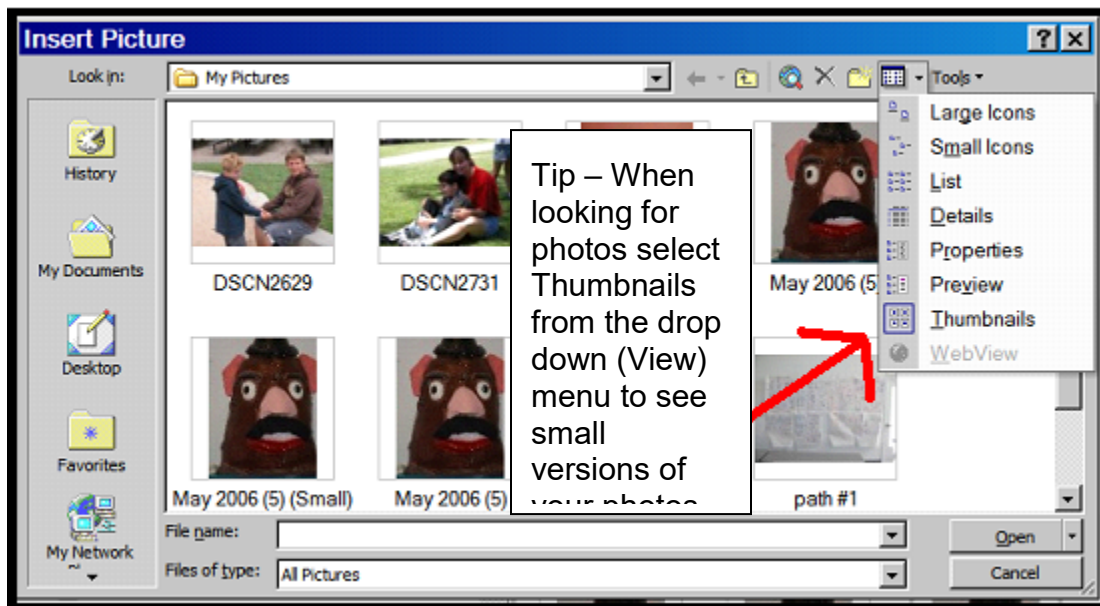 Insert Picture
Look in:
My Pictures
Tools
Large Icons
Small Icons
List
Details
Properties
Preview
Thumbnails
WebView
History
My Documents
Desktop
Favorites
My Network
DSCN2629
DSCN2731
May 2006 (5)
Tip – When
looking for
photos select
Thumbnails
from the drop
down (View)
menu to see
small
versions of
your photos
May 2006 (5) (Small)
May 2006 (5)
path #1
File name:
Open
Files of type:
All Pictures
Cancel